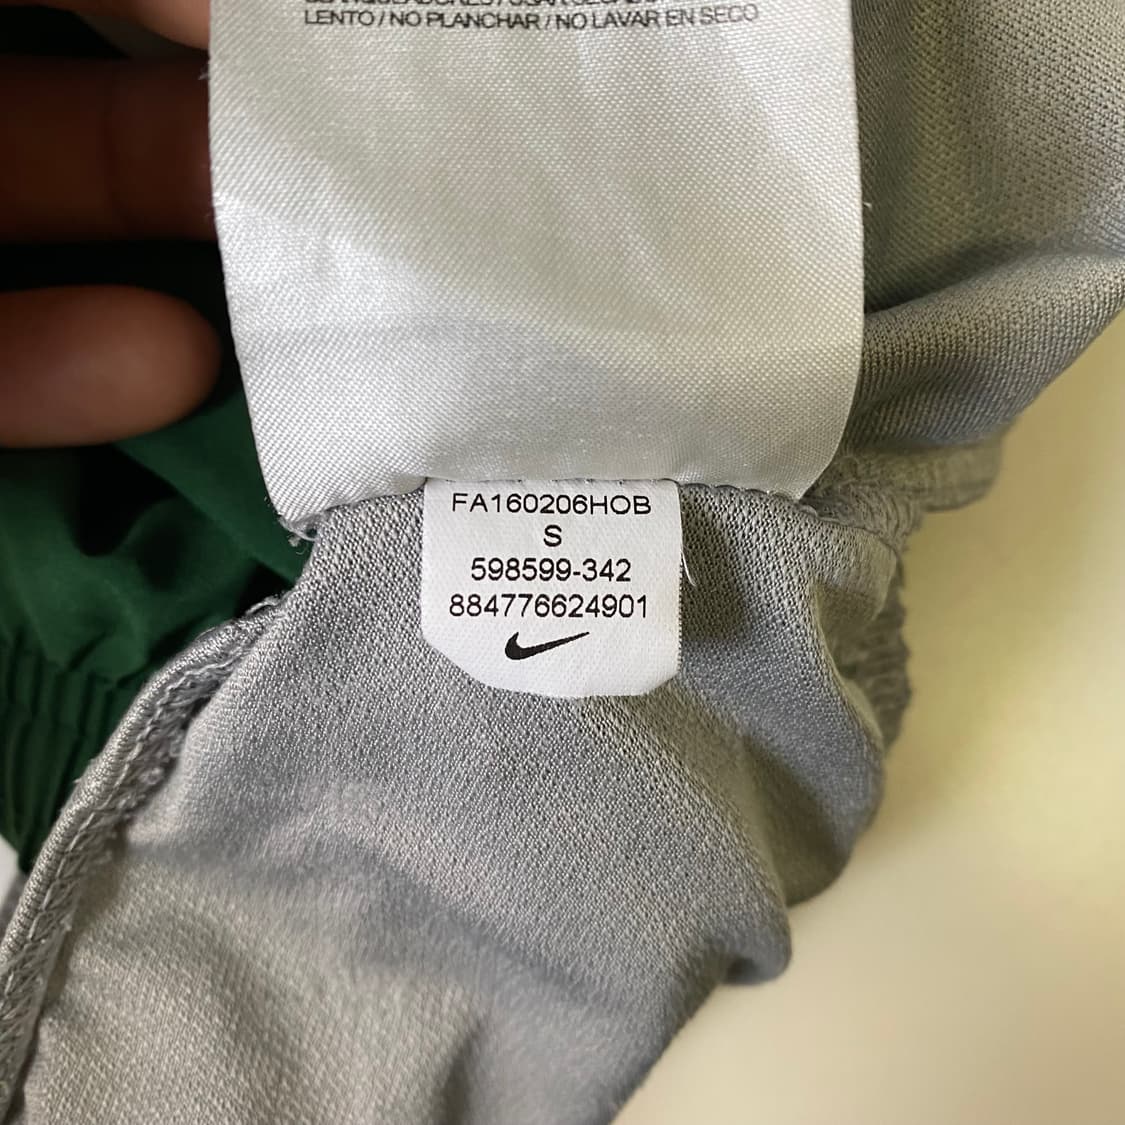 LENTO / NO PLANCHAR / NO LAVAR EN SECO
FA160206HOB
S
598599-342
884776624901